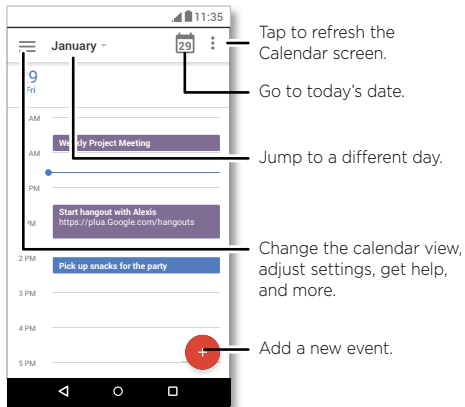 11:35
January
29
9
Fri
AM
Weekly Project Meeting
AM
PM
Start hangout with Alexis
https://plua.Google.com/hangouts
PM
2 PM
Pick up snacks for the party
3 PM
4 PM
+
5 PM
Tap to refresh the
Calendar screen.
Go to today's date.
Jump to a different day.
Change the calendar view,
adjust settings, get help,
and more.
Add a new event.